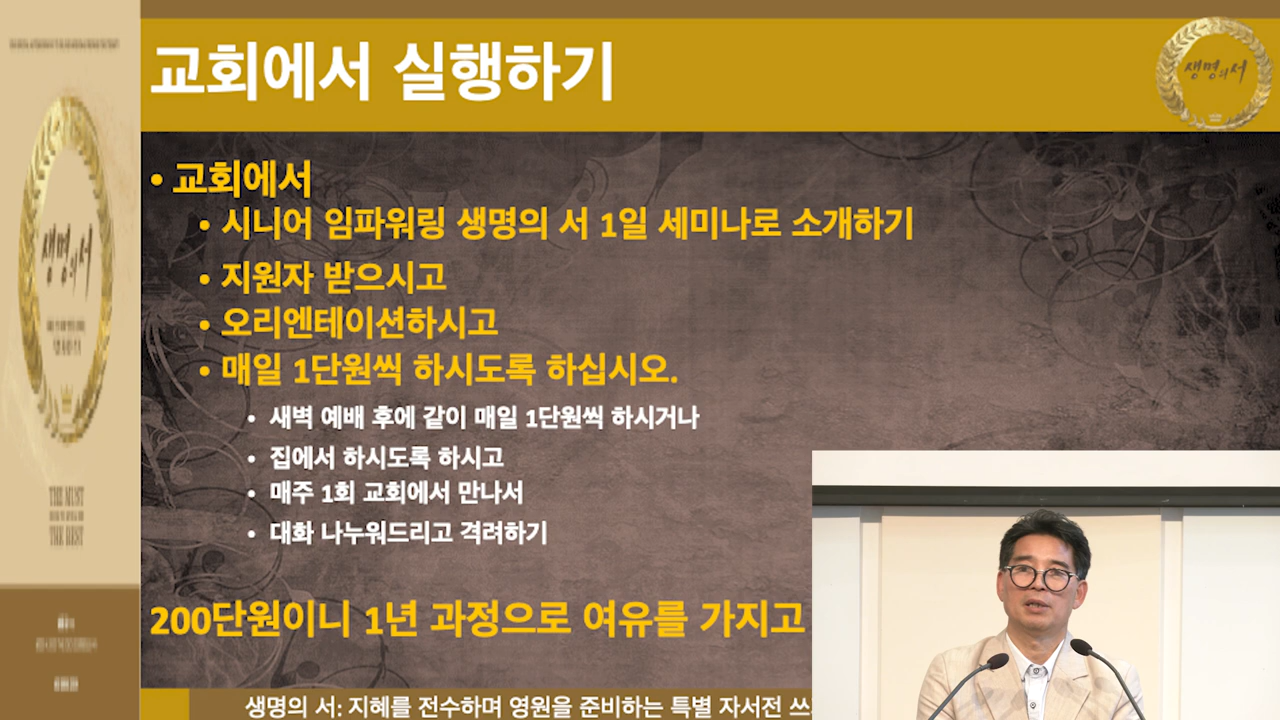 교회에서 실행하기
생명의서
• 교회에서
• 시니어 임파워링 생명의 서 1일 세미나로 소개하기
• 지원자 받으시고
• 오리엔테이션하시고
• 매일 1단원씩 하시도록 하십시오.
• 새벽 예배 후에 같이 매일 1단원씩 하시거나
• 집에서 하시도록 하시고
• 매주 1회 교회에서 만나서
• 대화 나누워드리고 격려하기
200단원이니 1년 과정으로 여유를 가지고
생명의 서: 지혜를 전수하며 영원을 준비하는 특별 자서전 쓰
생명의서
THE MUST
THE BEST